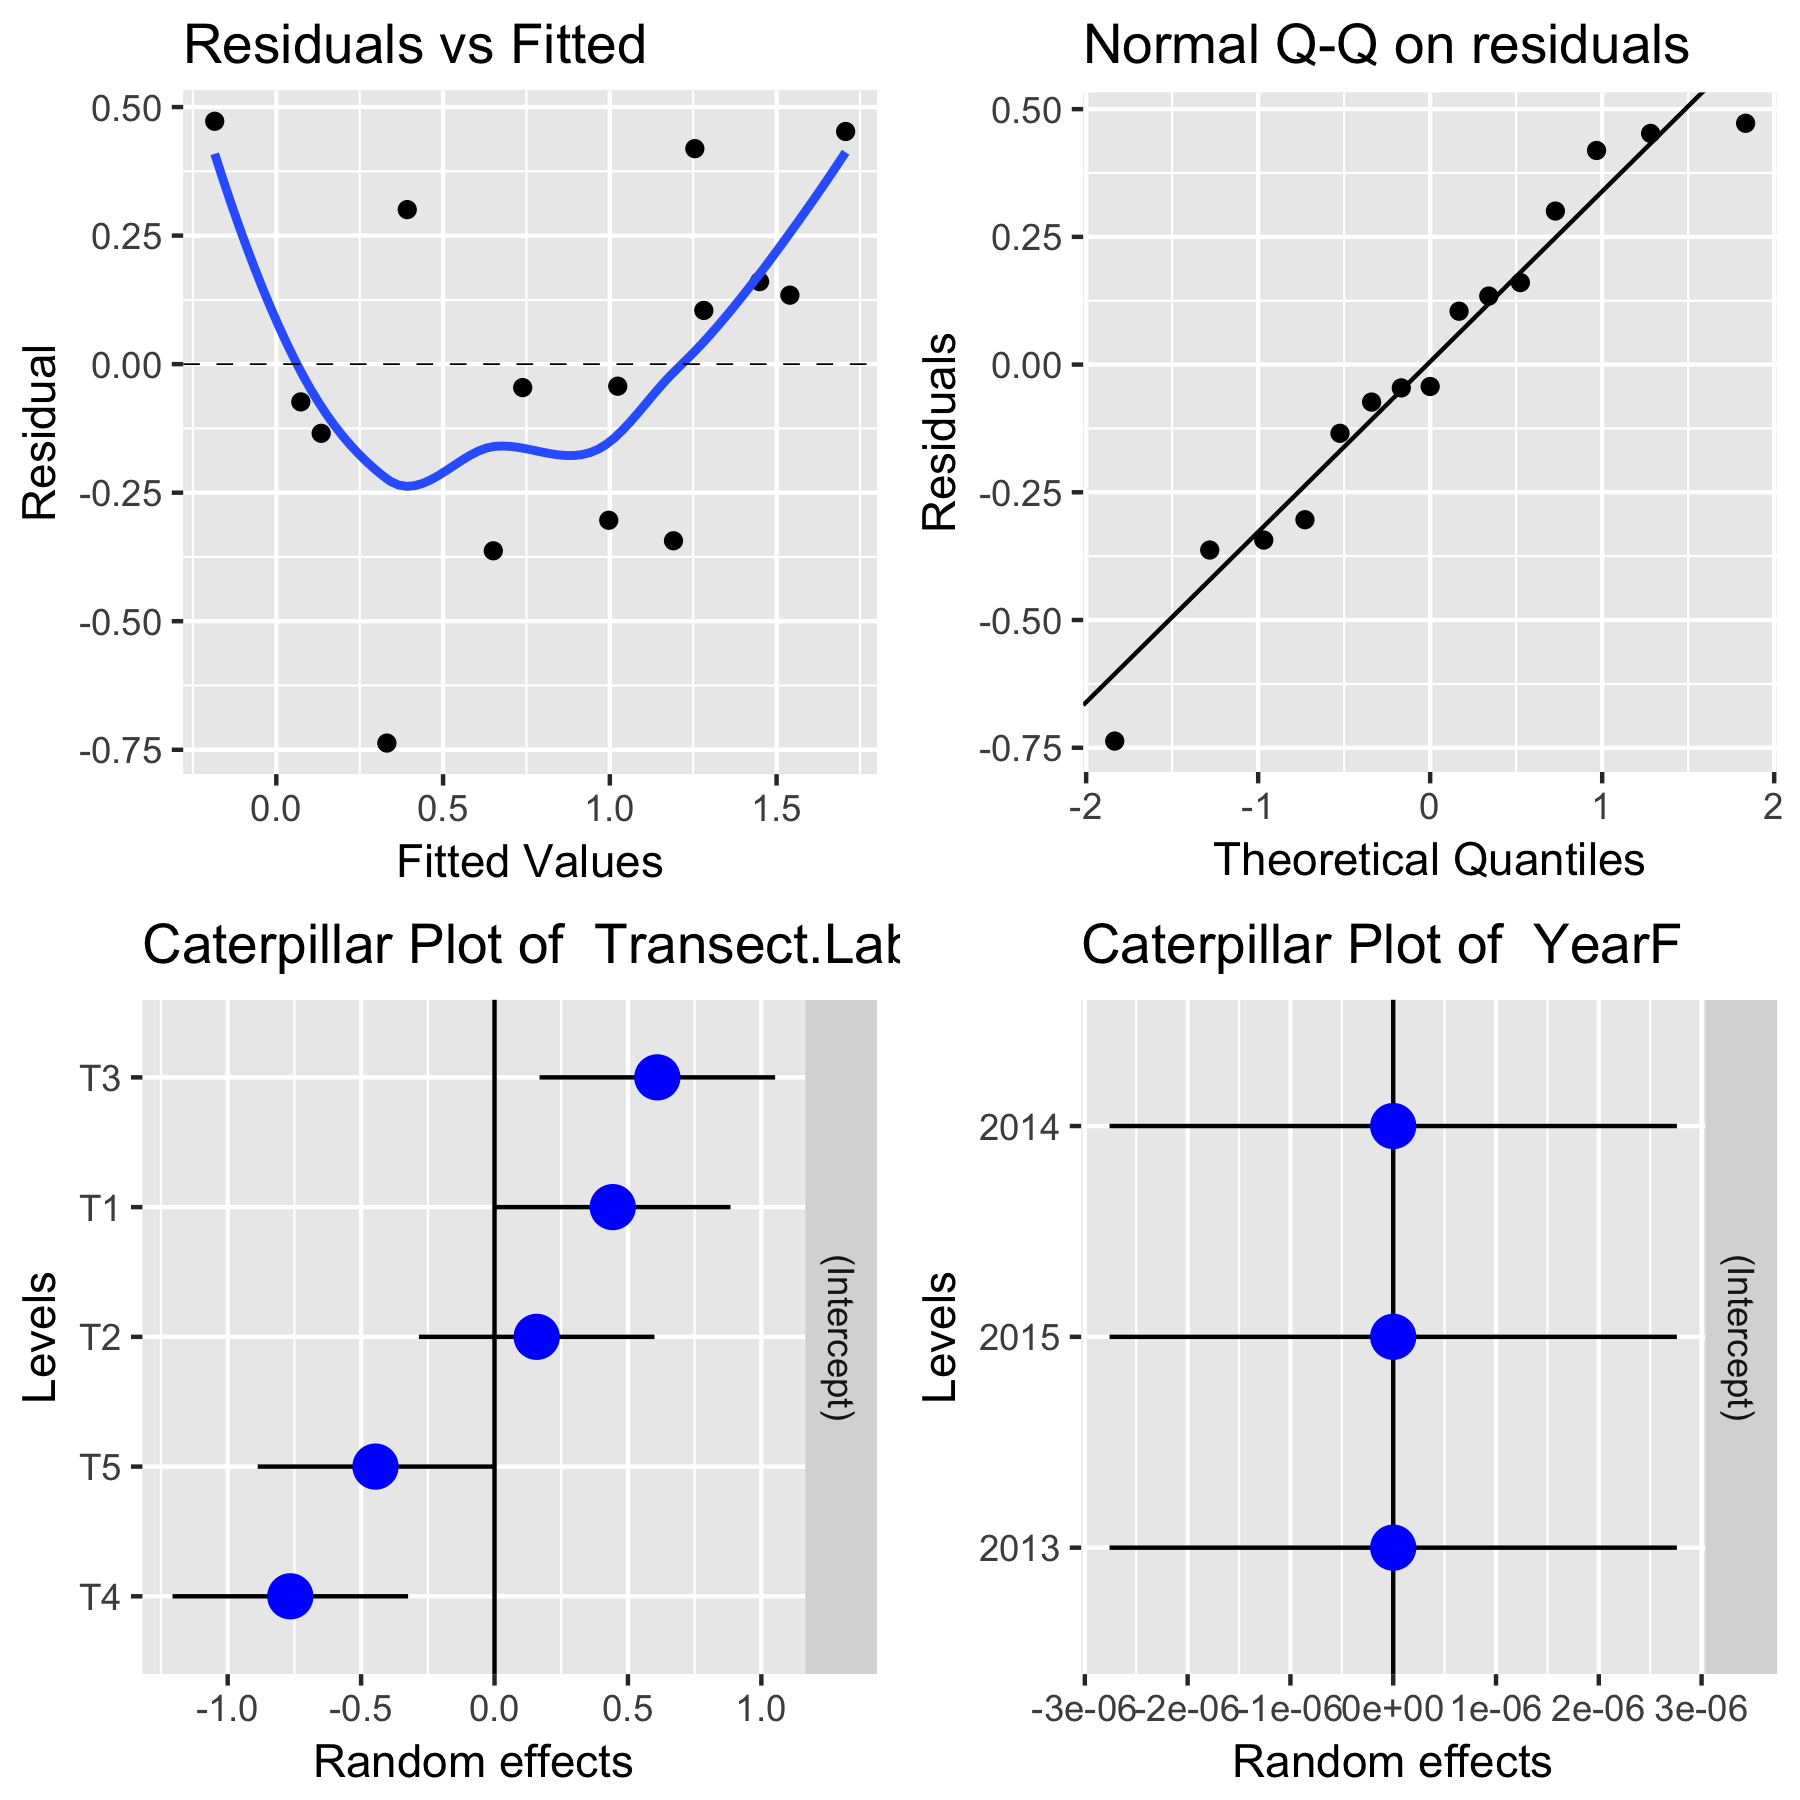 Residuals vs Fitted
0.50
0.25
0.00
-0.25
-0.50
-0.75
Residual
0.0 0.5 1.0 1.5
Fitted Values
Normal Q-Q on residuals
0.50
0.25
0.00
-0.25
-0.50
-0.75
Residuals
-2 -1 0 1 2
Theoretical Quantiles
Caterpillar Plot of Transect.Lab
T3
T1
T2
T5
T4
Levels
(Intercept)
-1.0 -0.5 0.0 0.5 1.0
Random effects
Caterpillar Plot of YearF
2014
2015
2013
Levels
(Intercept)
-3e-06 -2e-06 -1e-06 0e+00 1e-06 2e-06 3e-06
Random effects